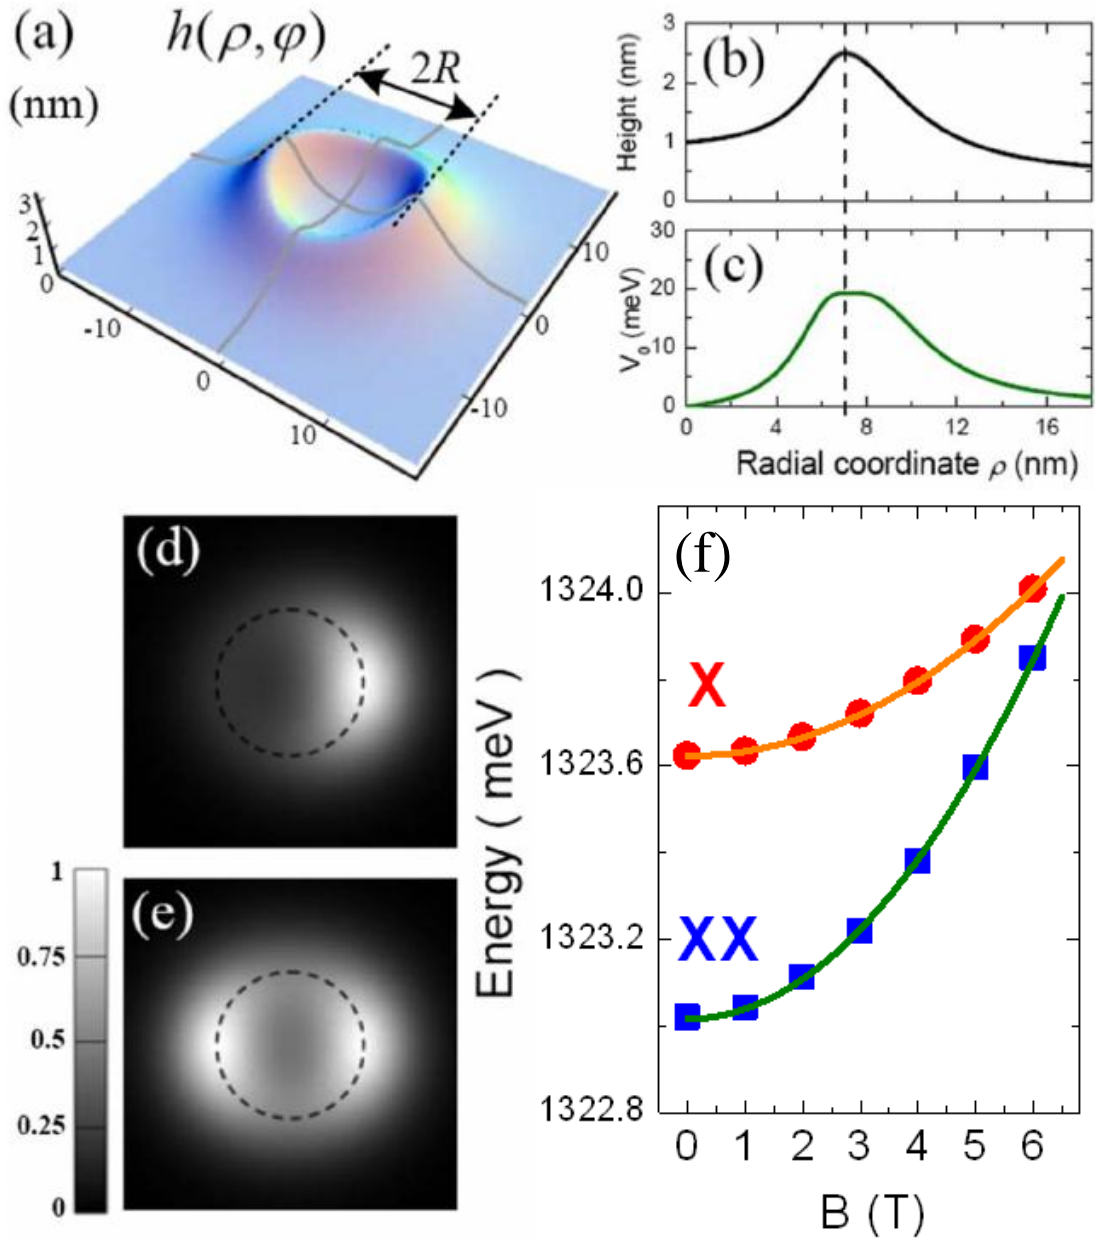 (a)
h(ρ,φ)
2R
(nm)
3
2
1
0
-10
0
10
10
0
-10
(b)
Height (nm)
3
2
1
0
(c)
V₀ (meV)
30
20
10
0
0 4 8 12 16
Radial coordinate ρ (nm)
(d)
(e)
1
0.75
0.5
0.25
0
(f)
Energy ( meV )
1324.0
1323.6
1323.2
1322.8
X
XX
0 1 2 3 4 5 6
B (T)